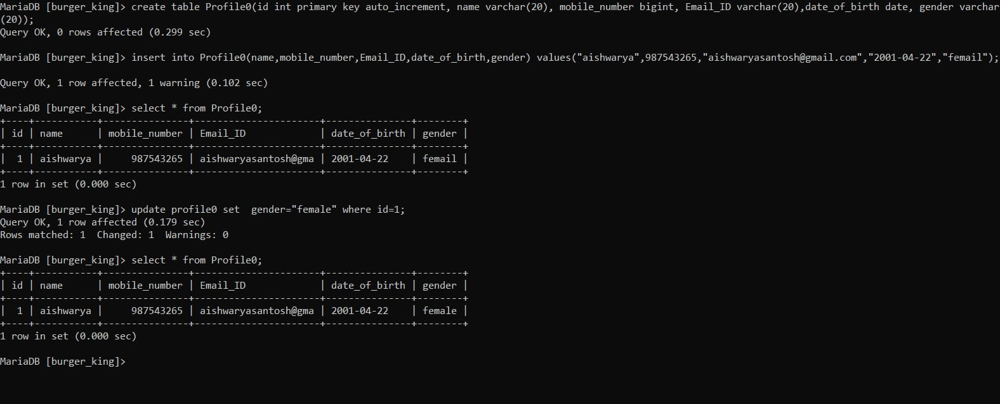 MariaDB [burger_king]> create table Profile0(id int primary key auto_increment, name varchar(20), mobile_number bigint, Email_ID varchar(20),date_of_birth date, gender varchar
(20));
Query OK, 0 rows affected (0.299 sec)
MariaDB [burger_king]> insert into Profile0(name,mobile_number,Email_ID,date_of_birth,gender) values("aishwarya",987543265,"aishwaryasantosh@gmail.com","2001-04-22","femail");
Query OK, 1 row affected, 1 warning (0.102 sec)
MariaDB [burger_king]> select * from Profile0;
+----+-----------+---------------+----------------------+---------------+--------+
| id | name      | mobile_number | Email_ID             | date_of_birth | gender |
+----+-----------+---------------+----------------------+---------------+--------+
|  1 | aishwarya |     987543265 | aishwaryasantosh@gma | 2001-04-22    | femail |
+----+-----------+---------------+----------------------+---------------+--------+
1 row in set (0.000 sec)
MariaDB [burger_king]> update profile0 set  gender="female" where id=1;
Query OK, 1 row affected (0.179 sec)
Rows matched: 1  Changed: 1  Warnings: 0
MariaDB [burger_king]> select * from Profile0;
+----+-----------+---------------+----------------------+---------------+--------+
| id | name      | mobile_number | Email_ID             | date_of_birth | gender |
+----+-----------+---------------+----------------------+---------------+--------+
|  1 | aishwarya |     987543265 | aishwaryasantosh@gma | 2001-04-22    | female |
+----+-----------+---------------+----------------------+---------------+--------+
1 row in set (0.000 sec)
MariaDB [burger_king]>